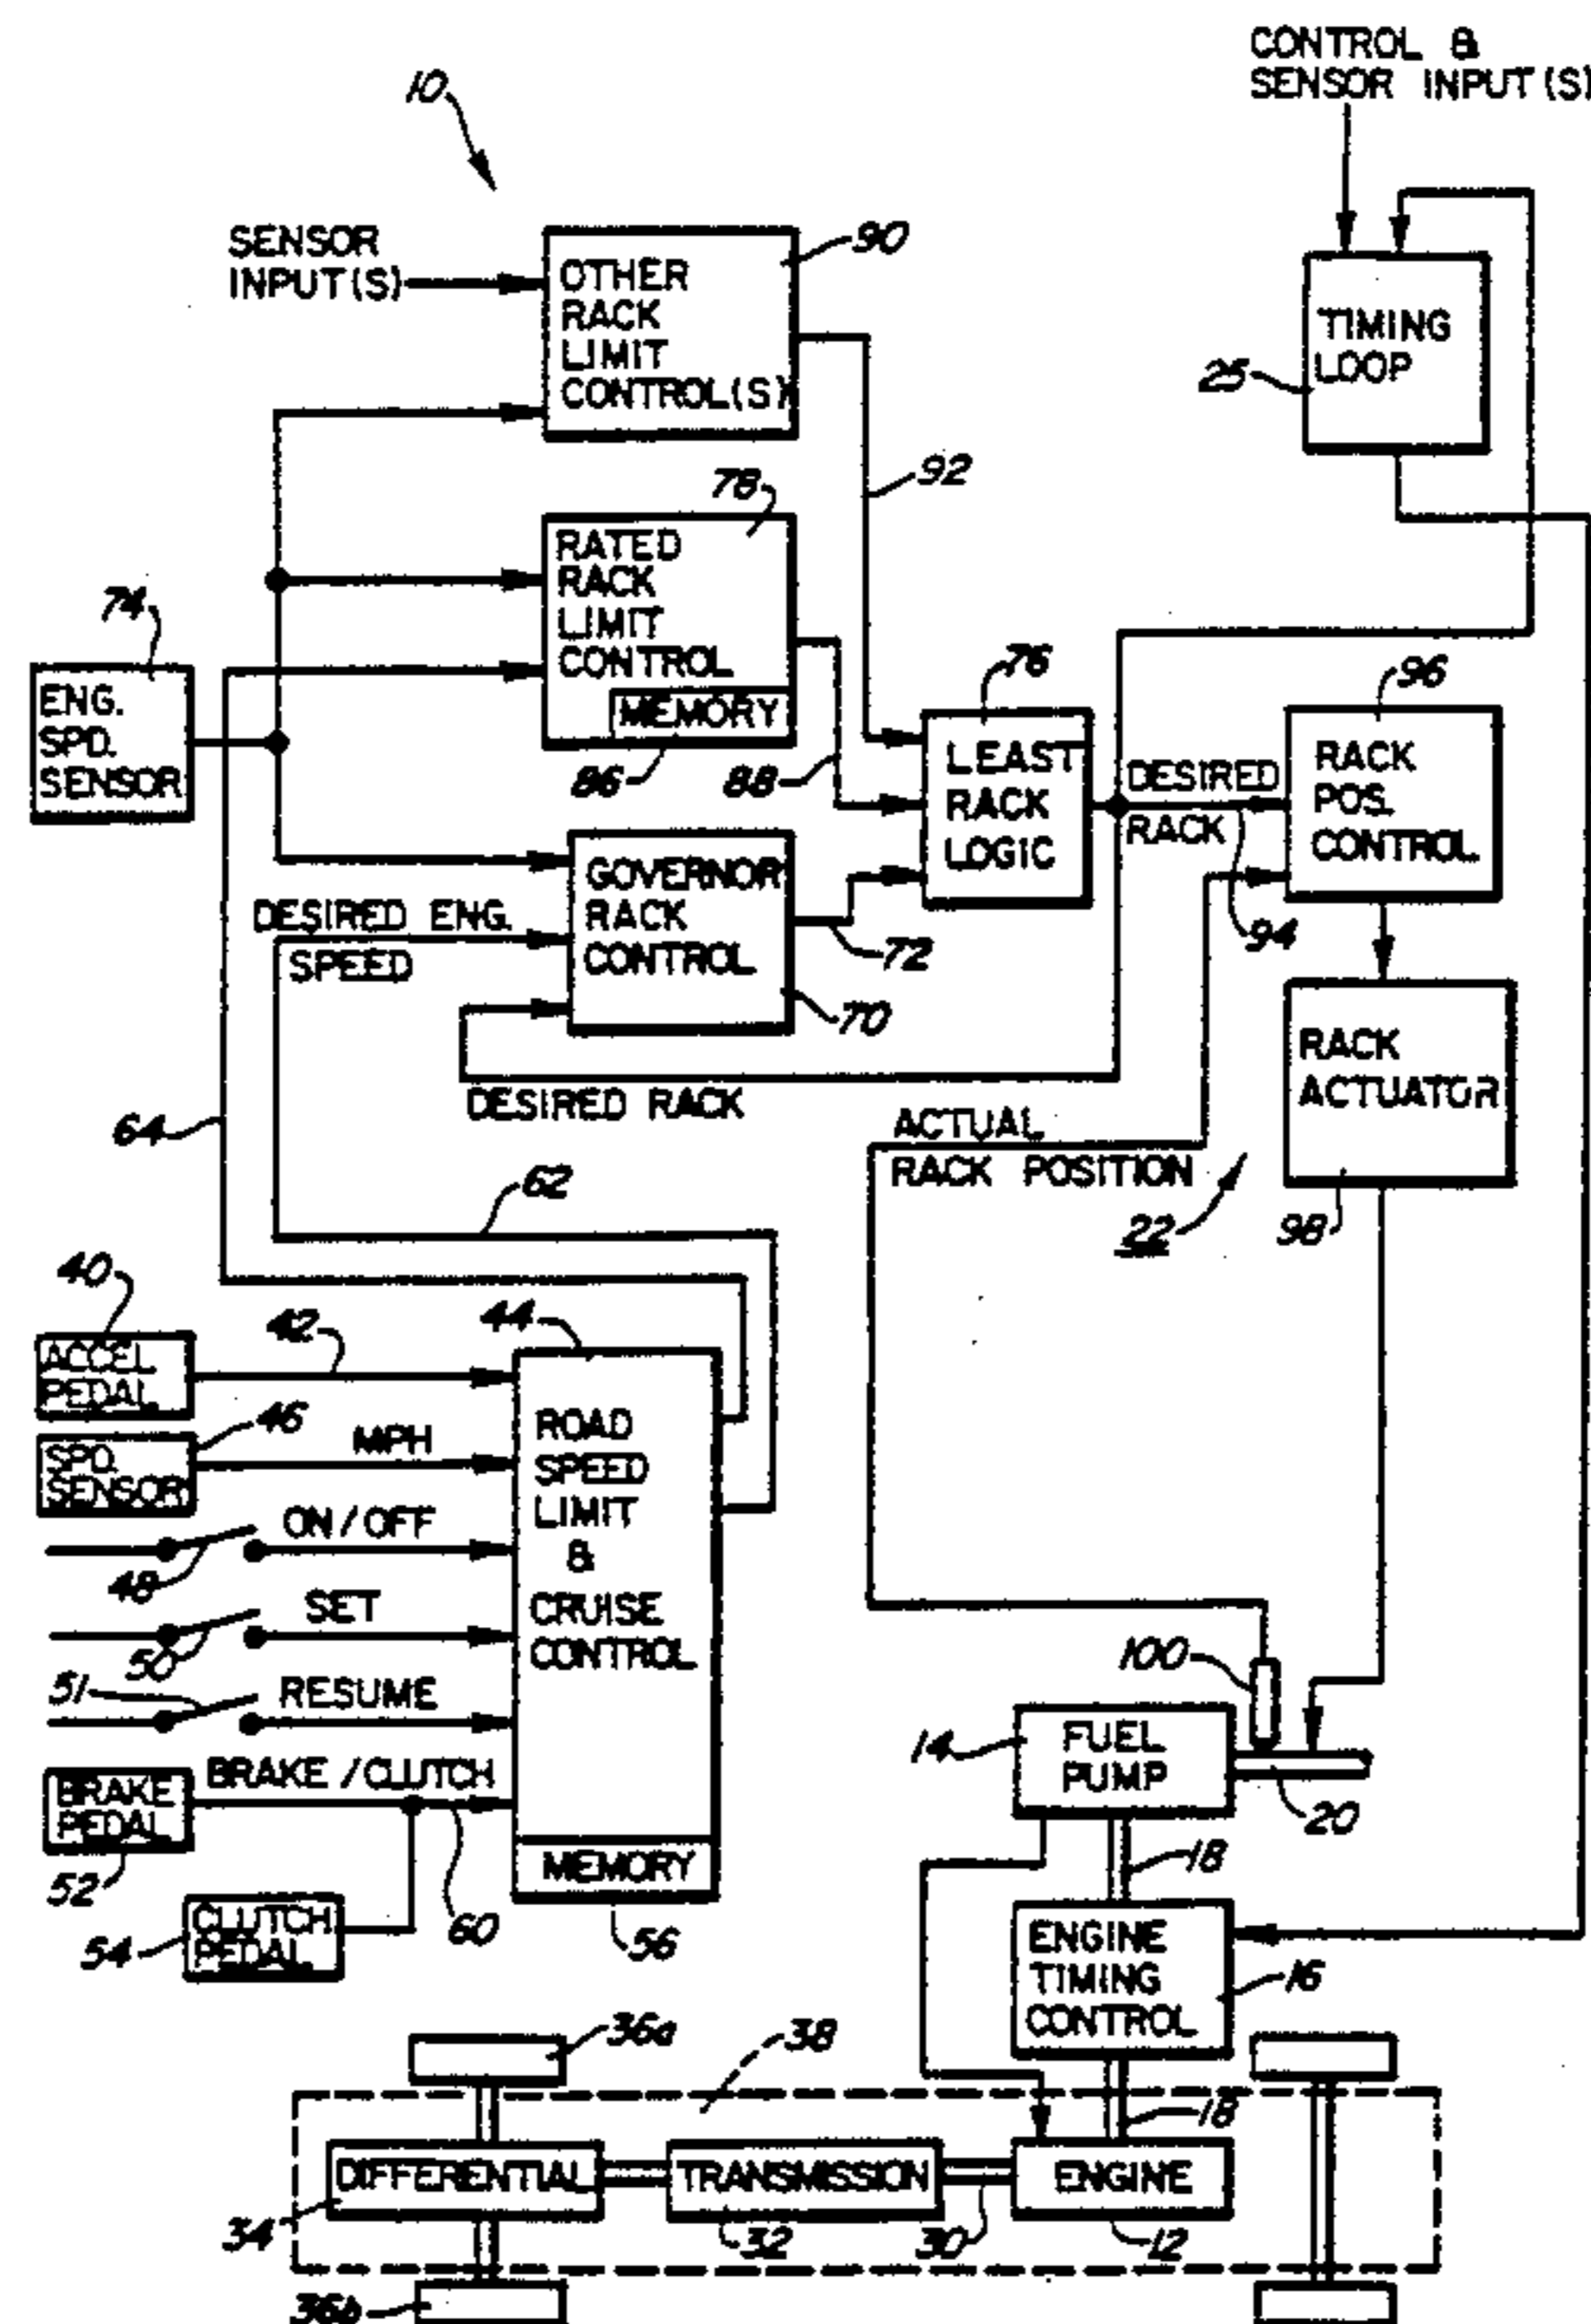 CONTROL &
SENSOR INPUT(S)
10
SENSOR
INPUT(S)
OTHER
RACK
LIMIT
CONTROL(S)
90
TIMING
LOOP
25
92
78
RATED
RACK
LIMIT
CONTROL
MEMORY
86
88
74
ENG.
SPD.
SENSOR
76
LEAST
RACK
LOGIC
DESIRED
RACK
94
96
RACK
POS.
CONTROL
GOVERNOR
RACK
CONTROL
72
70
DESIRED ENG.
SPEED
DESIRED RACK
RACK
ACTUATOR
98
ACTUAL
RACK POSITION
22
64
62
40
ACCEL
PEDAL
42
44
46
SPD.
SENSOR
MPH
ROAD
SPEED
LIMIT
&
CRUISE
CONTROL
ON/OFF
48
SET
50
51
RESUME
BRAKE/CLUTCH
BRAKE
PEDAL
52
CLUTCH
PEDAL
54
60
MEMORY
56
100
14
FUEL
PUMP
20
18
ENGINE
TIMING
CONTROL
16
36a
38
18
DIFFERENTIAL
TRANSMISSION
ENGINE
34
32
30
12
36b